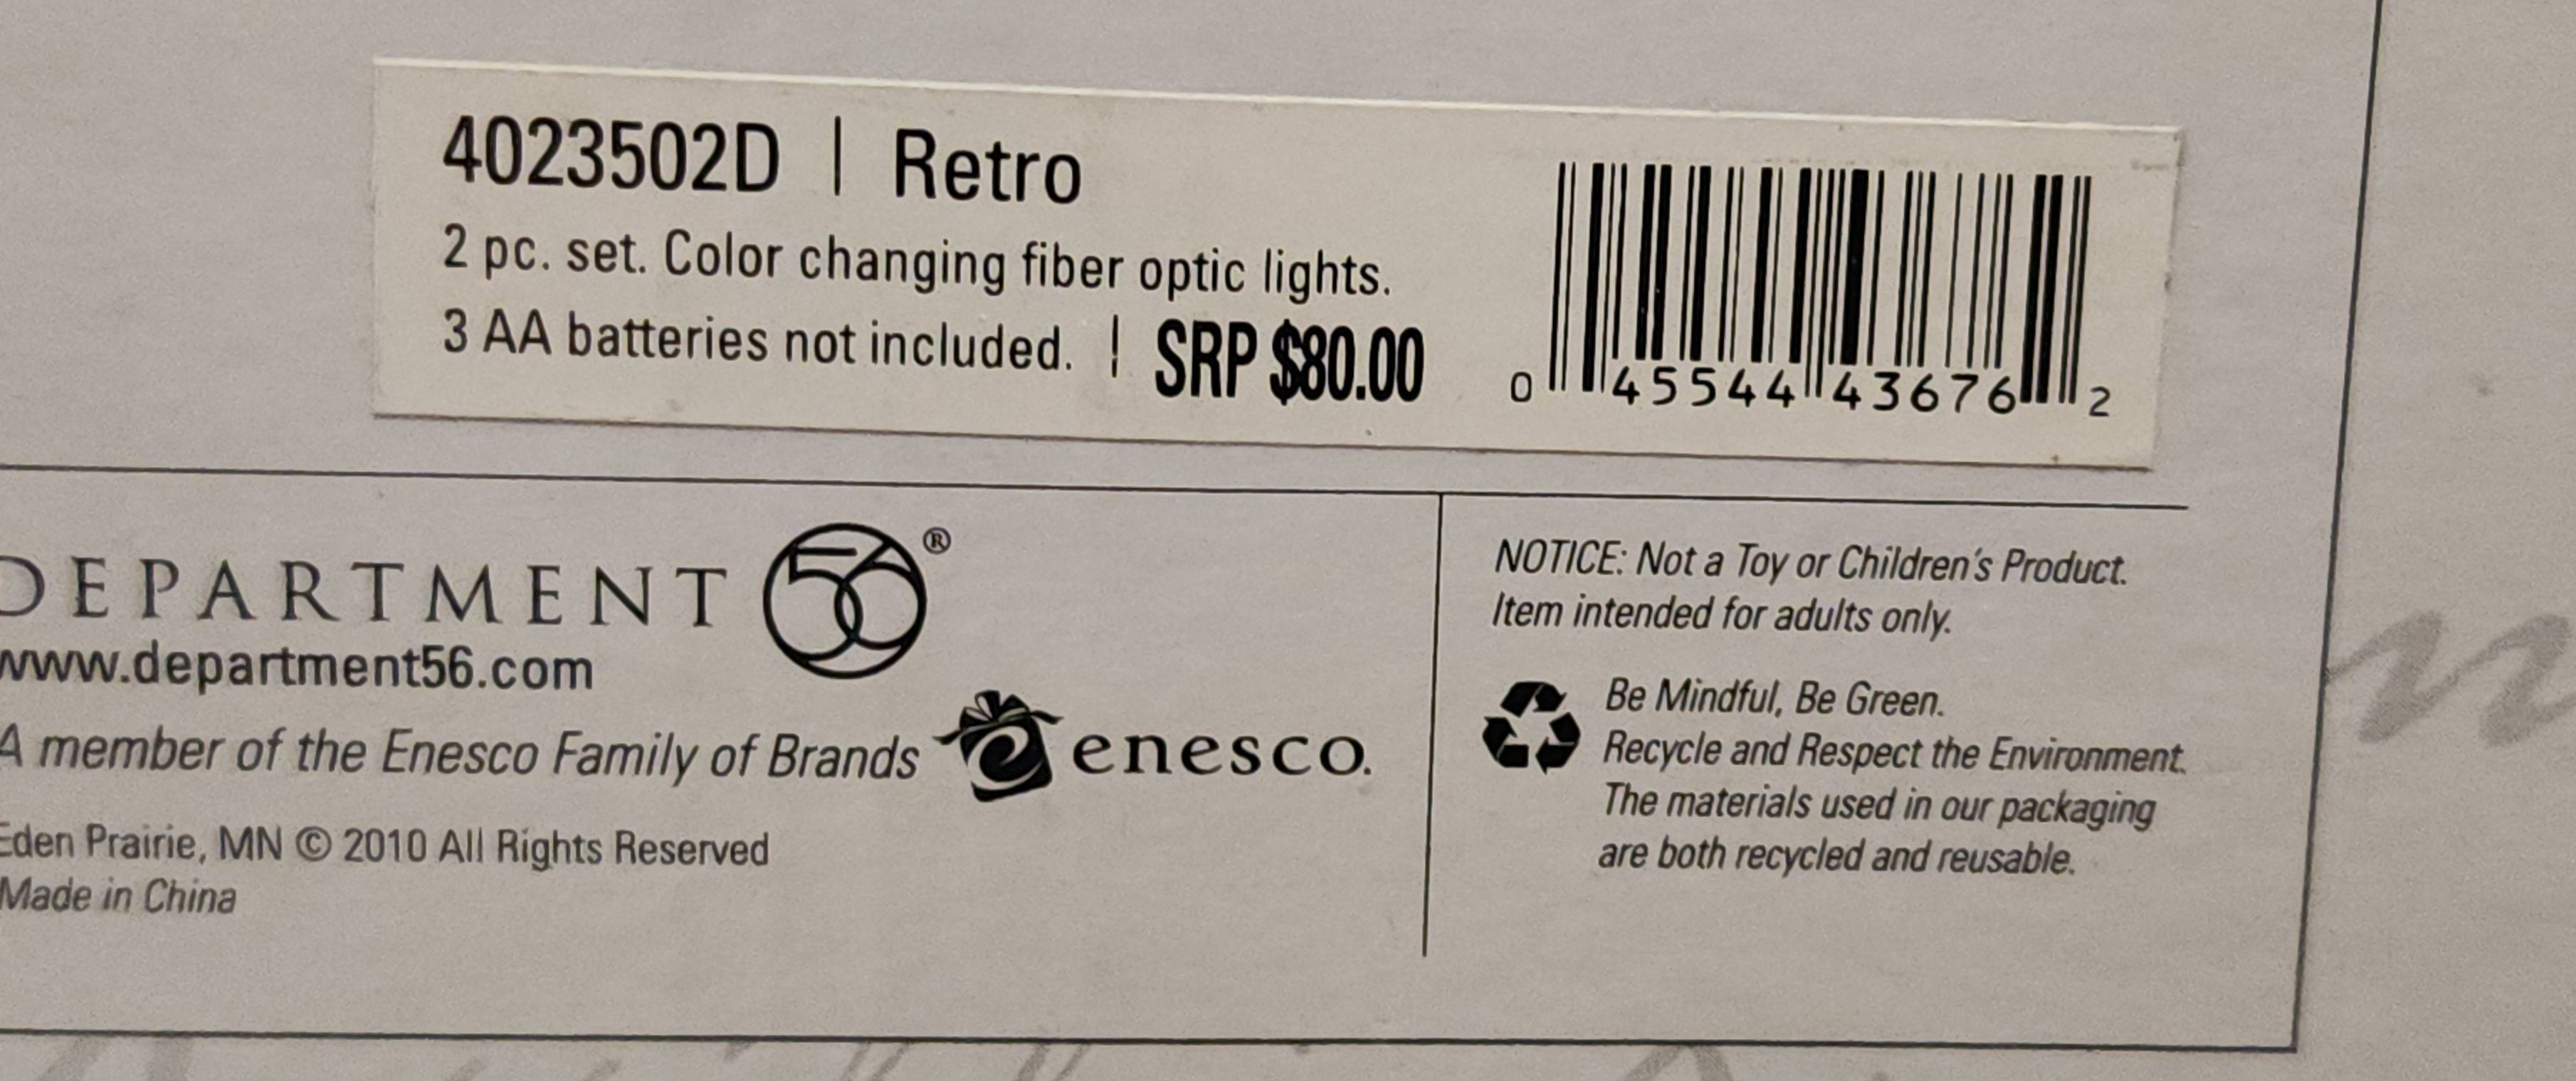 4023502D | Retro
2 pc. set. Color changing fiber optic lights.
3 AA batteries not included. | SRP $80.00
0 45544 43676 2
DEPARTMENT 56®
www.department56.com
A member of the Enesco Family of Brands enesco.
Eden Prairie, MN © 2010 All Rights Reserved
Made in China
NOTICE: Not a Toy or Children's Product.
Item intended for adults only.
Be Mindful, Be Green.
Recycle and Respect the Environment.
The materials used in our packaging
are both recycled and reusable.